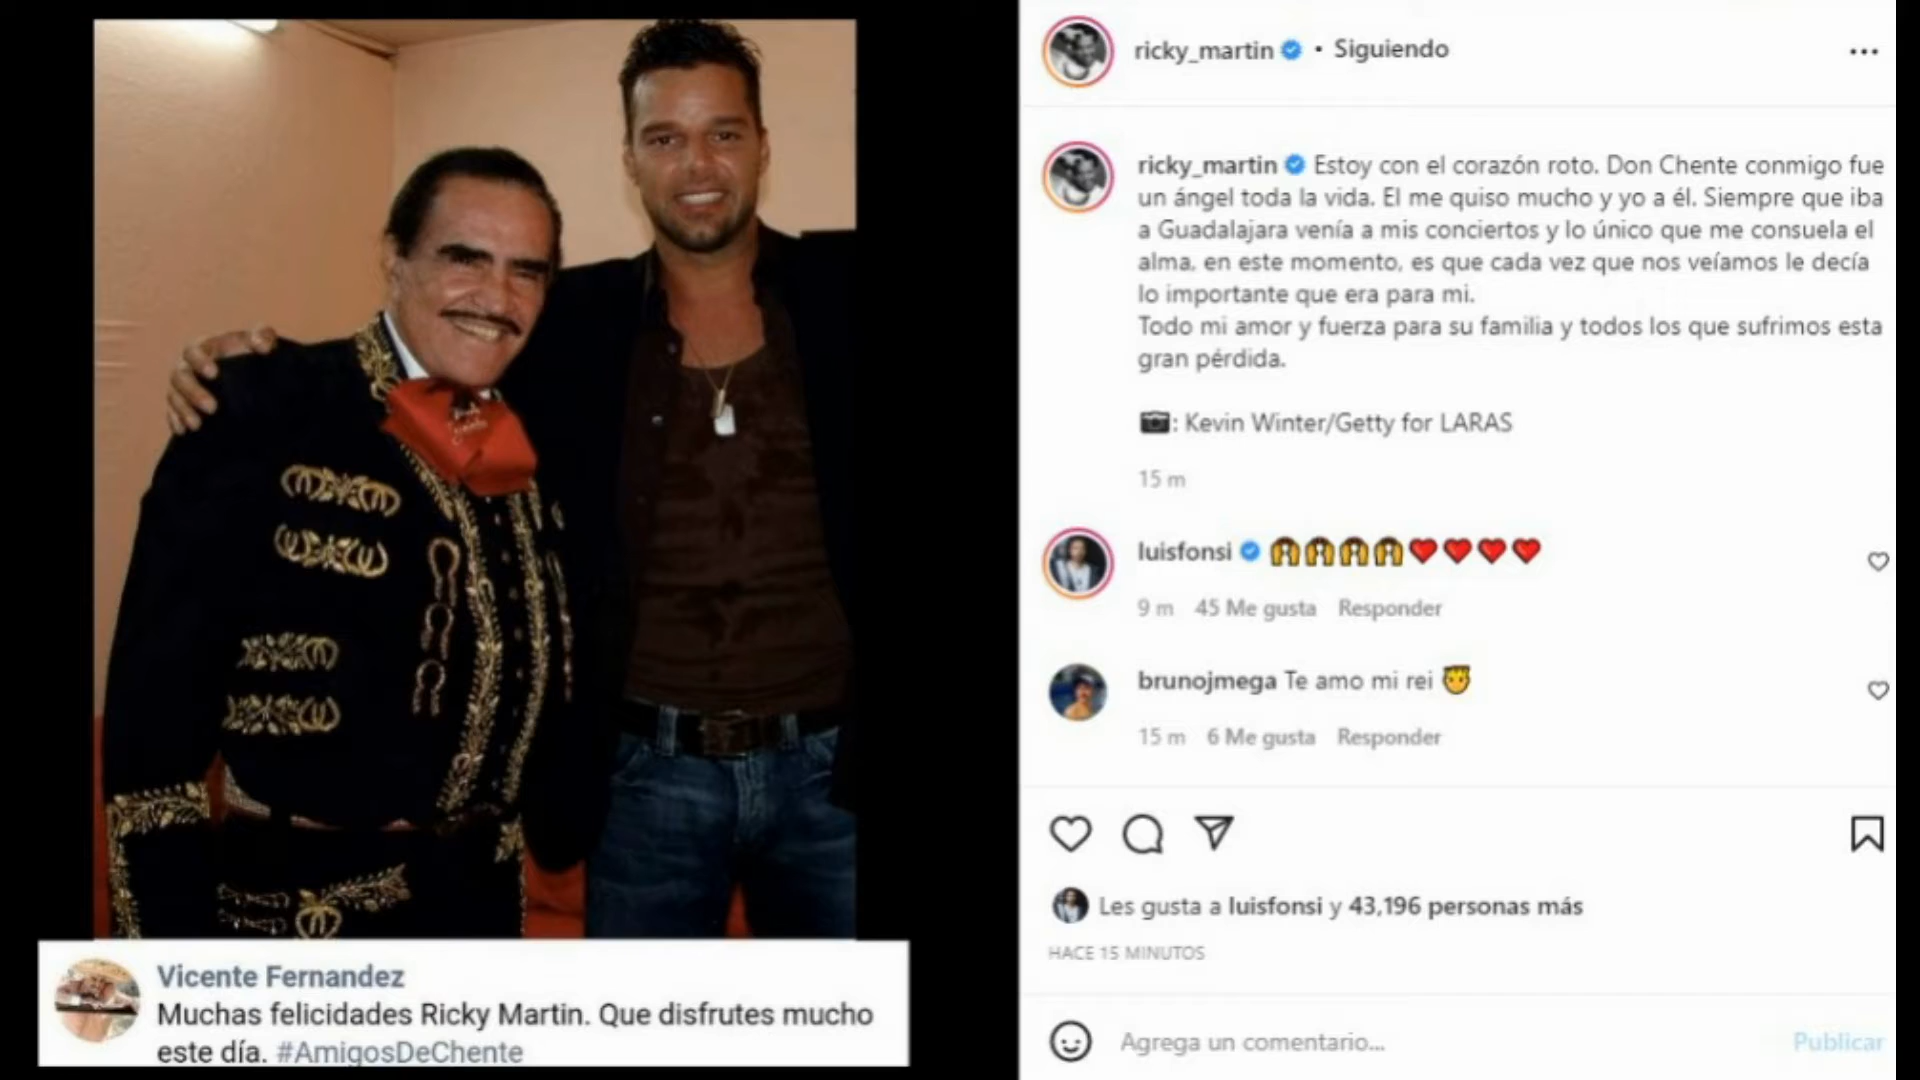 ricky_martin • Siguiendo
ricky_martin Estoy con el corazón roto. Don Chente conmigo fue
un ángel toda la vida. El me quiso mucho y yo a él. Siempre que iba
a Guadalajara venía a mis conciertos y lo único que me consuela el
alma, en este momento, es que cada vez que nos veíamos le decía
lo importante que era para mi.
Todo mi amor y fuerza para su familia y todos los que sufrimos esta
gran pérdida.
📷: Kevin Winter/Getty for LARAS
15 m
luisfonsi
9 m 45 Me gusta Responder
brunojmega Te amo mi rei
15 m 6 Me gusta Responder
Les gusta a luisfonsi y 43,196 personas más
HACE 15 MINUTOS
Agrega un comentario... Publicar
Vicente Fernandez
Muchas felicidades Ricky Martin. Que disfrutes mucho
este día. #AmigosDeChente